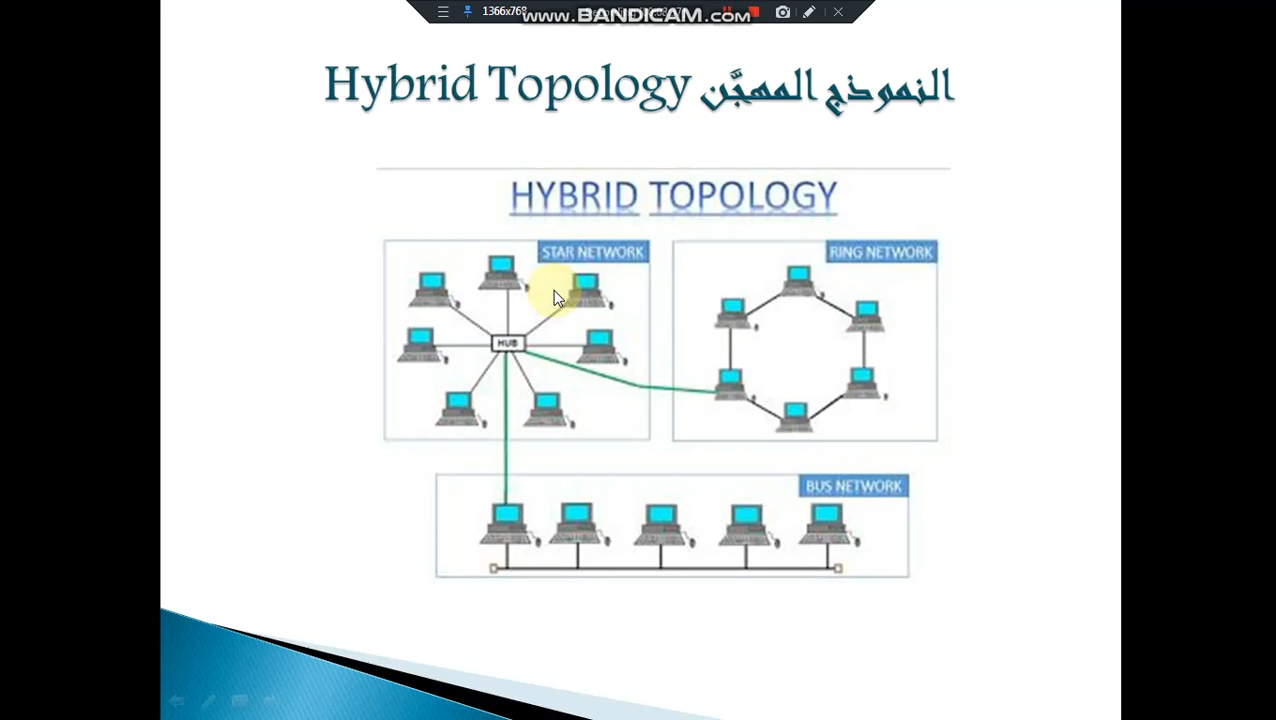 1366x768
www.BANDICAM.com
النموذج المهجَّن Hybrid Topology
HYBRID TOPOLOGY
STAR NETWORK
RING NETWORK
HUB
BUS NETWORK